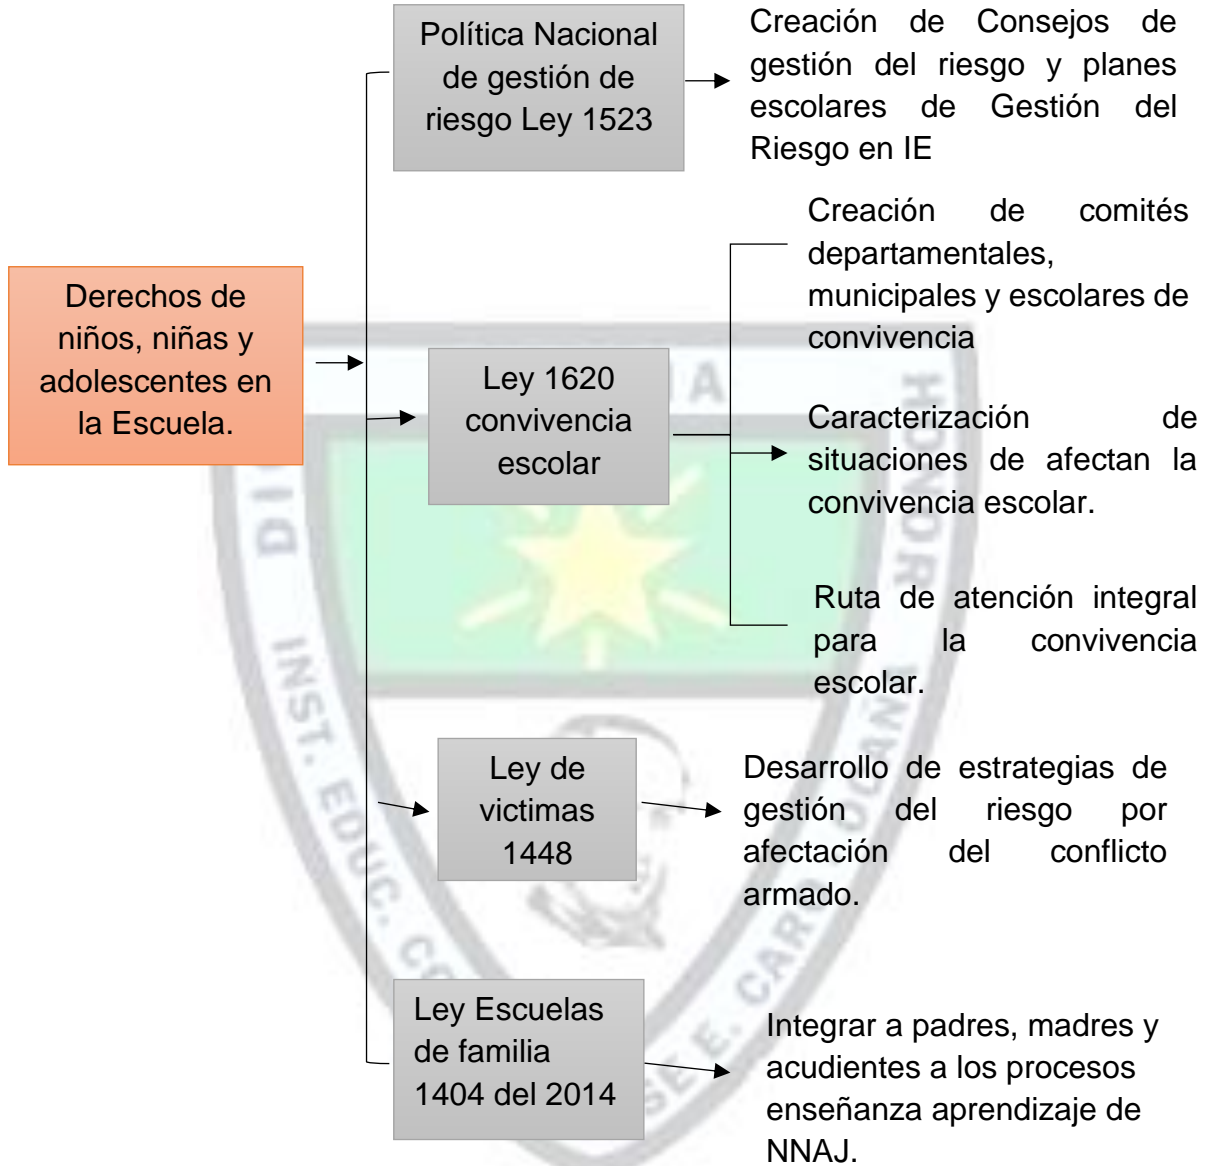 Política Nacional
de gestión de
riesgo Ley 1523
Creación de Consejos de
gestión del riesgo y planes
escolares de Gestión del
Riesgo en IE
Derechos de
niños, niñas y
adolescentes en
la Escuela.
Ley 1620
convivencia
escolar
Creación de comités
departamentales,
municipales y escolares de
convivencia
Caracterización de
situaciones de afectan la
convivencia escolar.
Ruta de atención integral
para la convivencia
escolar.
Ley de
victimas
1448
Desarrollo de estrategias de
gestión del riesgo por
afectación del conflicto
armado.
Ley Escuelas
de familia
1404 del 2014
Integrar a padres, madres y
acudientes a los procesos
enseñanza aprendizaje de
NNAJ.
HONOR
INST. EDUC.
E. CARO